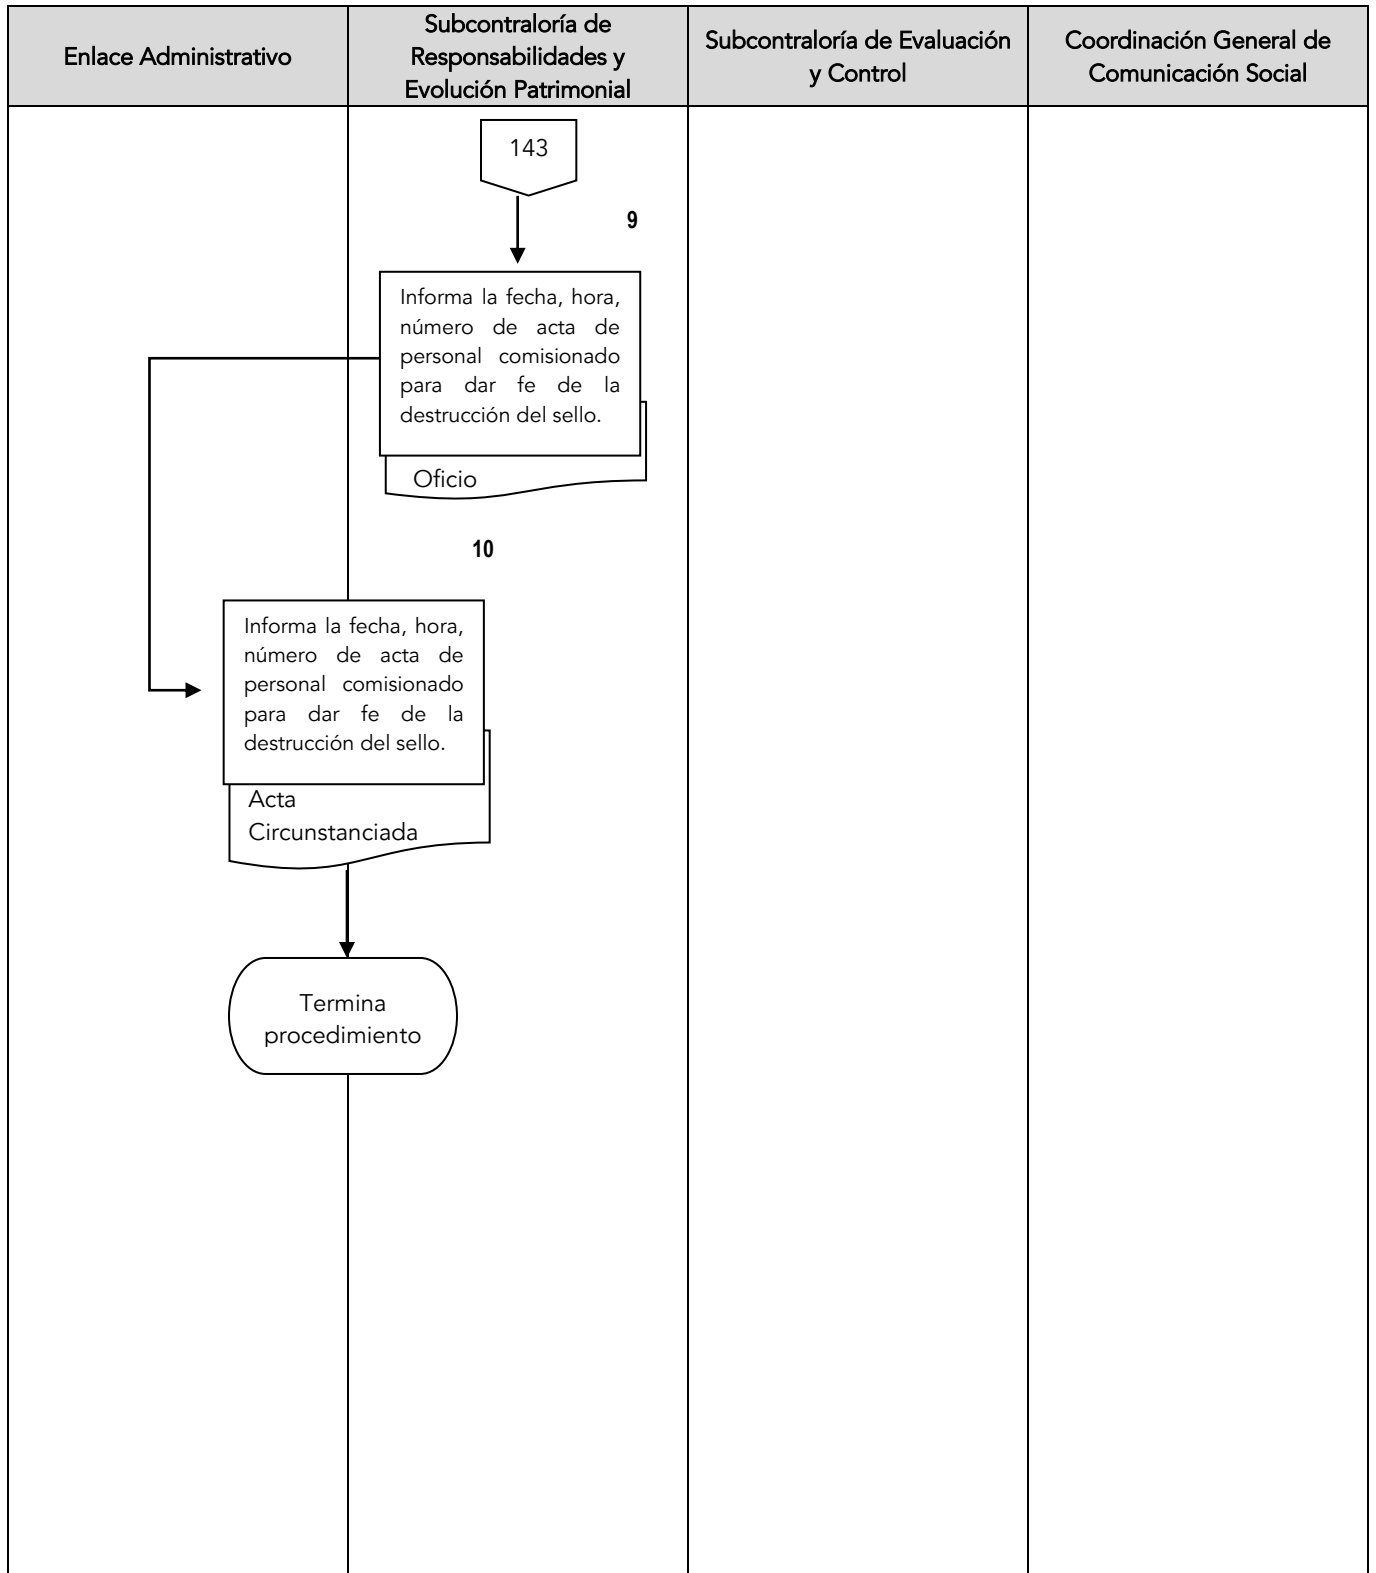 Enlace Administrativo
Subcontraloría de
Responsabilidades y
Evolución Patrimonial
Subcontraloría de Evaluación
y Control
Coordinación General de
Comunicación Social
143
9
Informa la fecha, hora,
número de acta de
personal comisionado
para dar fe de la
destrucción del sello.
Oficio
10
Informa la fecha, hora,
número de acta de
personal comisionado
para dar fe de la
destrucción del sello.
Acta
Circunstanciada
Termina
procedimiento